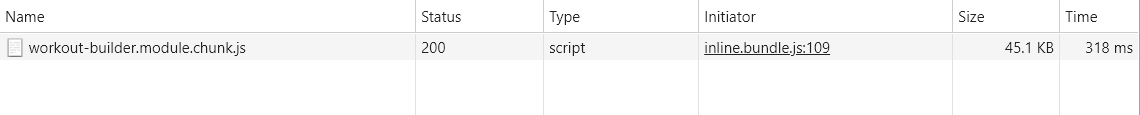 Name Status Type Initiator Size Time
workout-builder.module.chunk.js 200 script inline.bundle.js:109 45.1 KB 318 ms